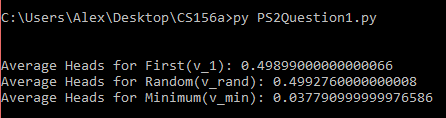 C:\Users\Alex\Desktop\CS156a>py PS2Question1.py
Average Heads for First(v_1): 0.49899000000000066
Average Heads for Random(v_rand): 0.4992760000000008
Average Heads for Minimum(v_min): 0.037790999999976586